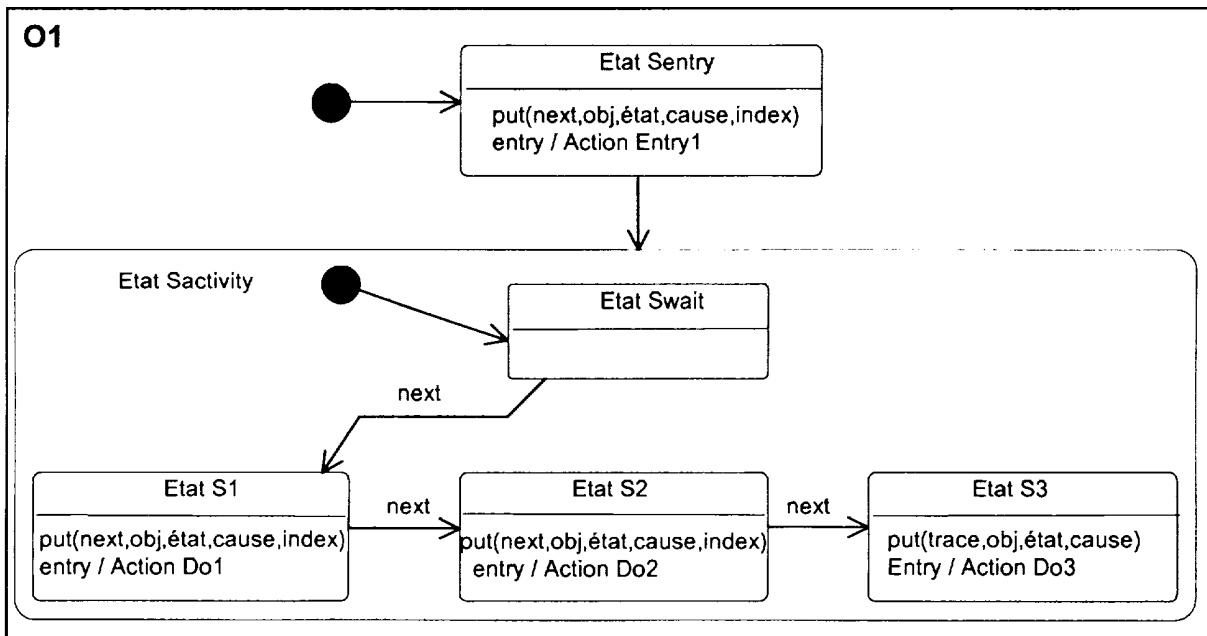 O1
Etat Sentry
put(next,obj,état,cause,index)
entry / Action Entry1
Etat Sactivity
Etat Swait
next
Etat S1
put(next,obj,état,cause,index)
entry / Action Do1
next
Etat S2
put(next,obj,état,cause,index)
entry / Action Do2
next
Etat S3
put(trace,obj,état,cause)
Entry / Action Do3